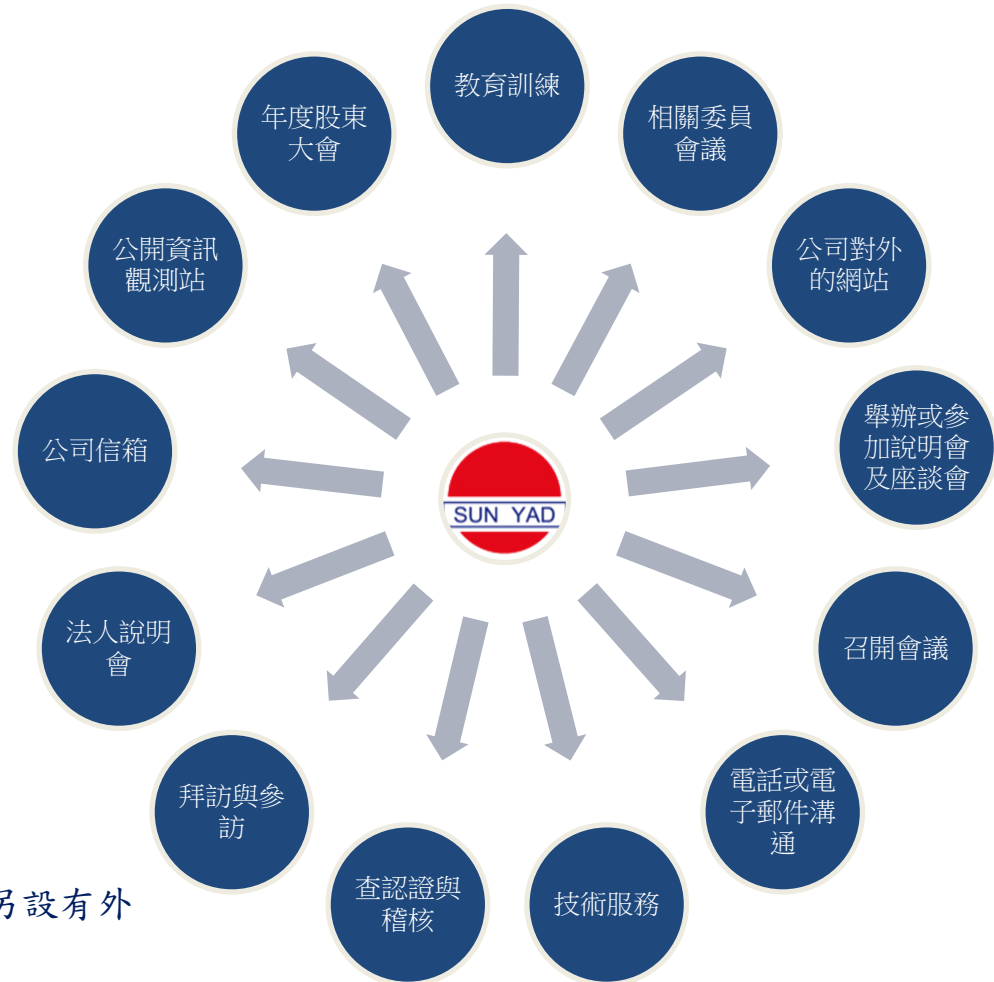 教育訓練
相關委員
會議
公司對外
的網站
舉辦或參
加說明會
及座談會
召開會議
電話或電
子郵件溝
通
技術服務
查認證與
稽核
拜訪與參
訪
法人說明
會
公司信箱
公開資訊
觀測站
年度股東
大會
SUN YAD
另設有外